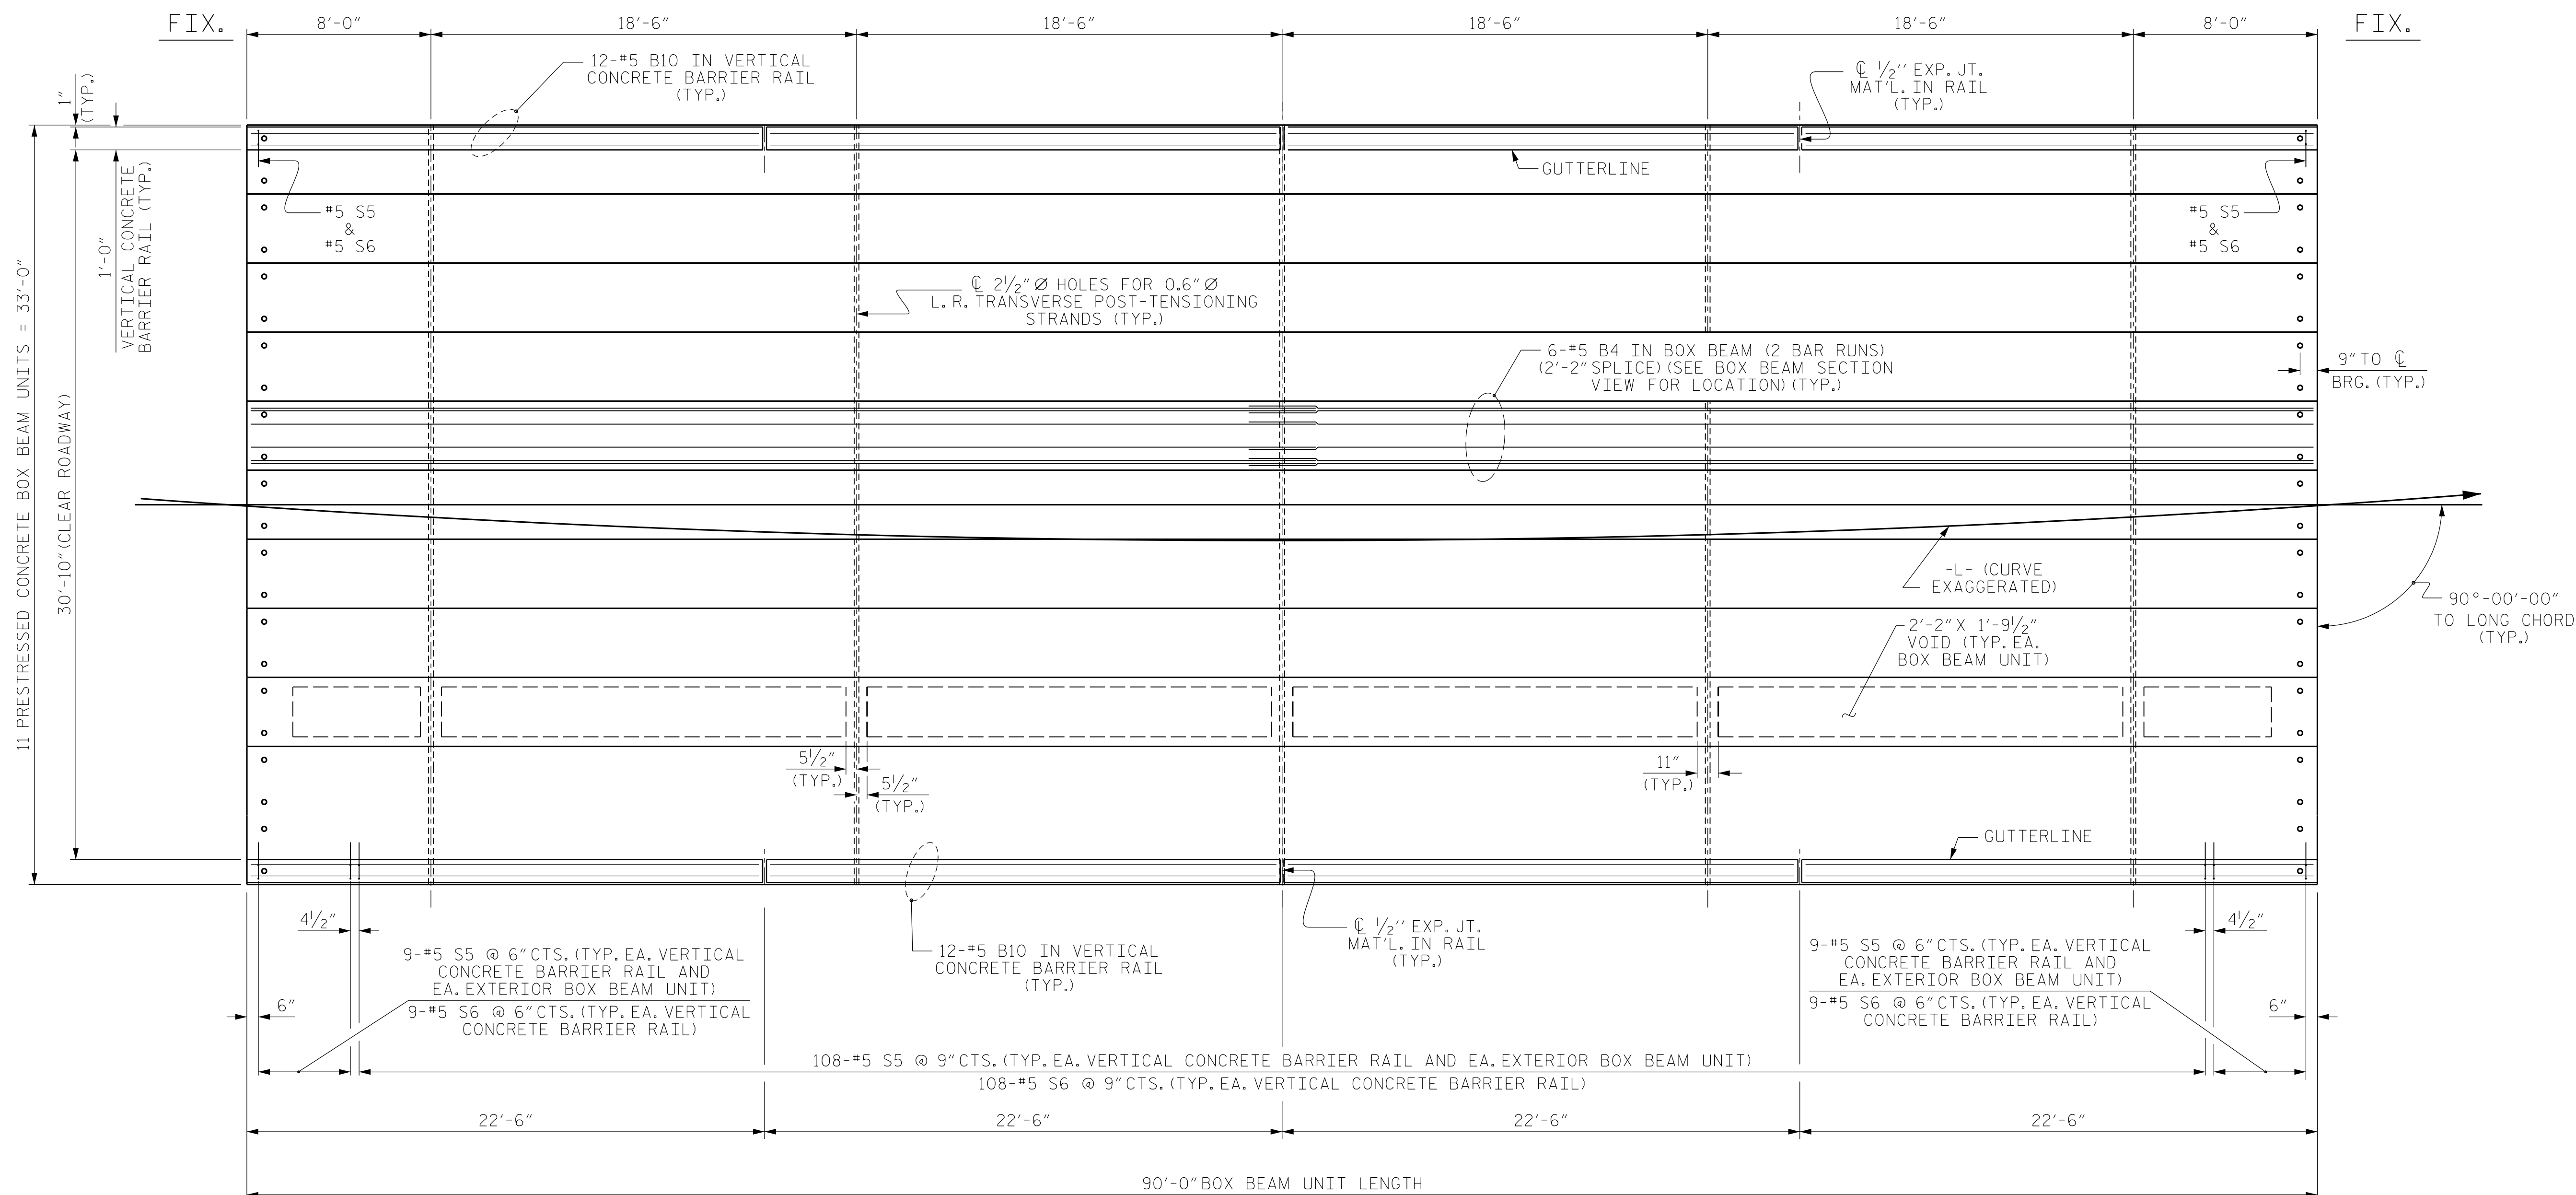 FIX.
8'-0"
18'-6"
18'-6"
18'-6"
18'-6"
8'-0"
FIX.
1"
(TYP.)
12-#5 B10 IN VERTICAL
CONCRETE BARRIER RAIL
(TYP.)
℄ 1/2'' EXP. JT.
MAT'L. IN RAIL
(TYP.)
GUTTERLINE
1'-0"
VERTICAL CONCRETE
BARRIER RAIL (TYP.)
#5 S5
&
#5 S6
#5 S5
&
#5 S6
℄ 2 1/2" Ø HOLES FOR 0.6" Ø
L.R. TRANSVERSE POST-TENSIONING
STRANDS (TYP.)
6-#5 B4 IN BOX BEAM (2 BAR RUNS)
(2'-2" SPLICE) (SEE BOX BEAM SECTION
VIEW FOR LOCATION) (TYP.)
9" TO ℄
BRG. (TYP.)
11 PRESTRESSED CONCRETE BOX BEAM UNITS = 33'-0"
30'-10" (CLEAR ROADWAY)
-L- (CURVE
EXAGGERATED)
90°-00'-00"
TO LONG CHORD
(TYP.)
2'-2" X 1'-9 1/2"
VOID (TYP. EA.
BOX BEAM UNIT)
5 1/2"
(TYP.)
5 1/2"
(TYP.)
11"
(TYP.)
GUTTERLINE
4 1/2"
9-#5 S5 @ 6" CTS. (TYP. EA. VERTICAL
CONCRETE BARRIER RAIL AND
EA. EXTERIOR BOX BEAM UNIT)
9-#5 S6 @ 6" CTS. (TYP. EA. VERTICAL
CONCRETE BARRIER RAIL)
6"
12-#5 B10 IN VERTICAL
CONCRETE BARRIER RAIL
(TYP.)
℄ 1/2'' EXP. JT.
MAT'L. IN RAIL
(TYP.)
4 1/2"
9-#5 S5 @ 6" CTS. (TYP. EA. VERTICAL
CONCRETE BARRIER RAIL AND
EA. EXTERIOR BOX BEAM UNIT)
9-#5 S6 @ 6" CTS. (TYP. EA. VERTICAL
CONCRETE BARRIER RAIL)
6"
108-#5 S5 @ 9" CTS. (TYP. EA. VERTICAL CONCRETE BARRIER RAIL AND EA. EXTERIOR BOX BEAM UNIT)
108-#5 S6 @ 9" CTS. (TYP. EA. VERTICAL CONCRETE BARRIER RAIL)
22'-6"
22'-6"
22'-6"
22'-6"
90'-0" BOX BEAM UNIT LENGTH